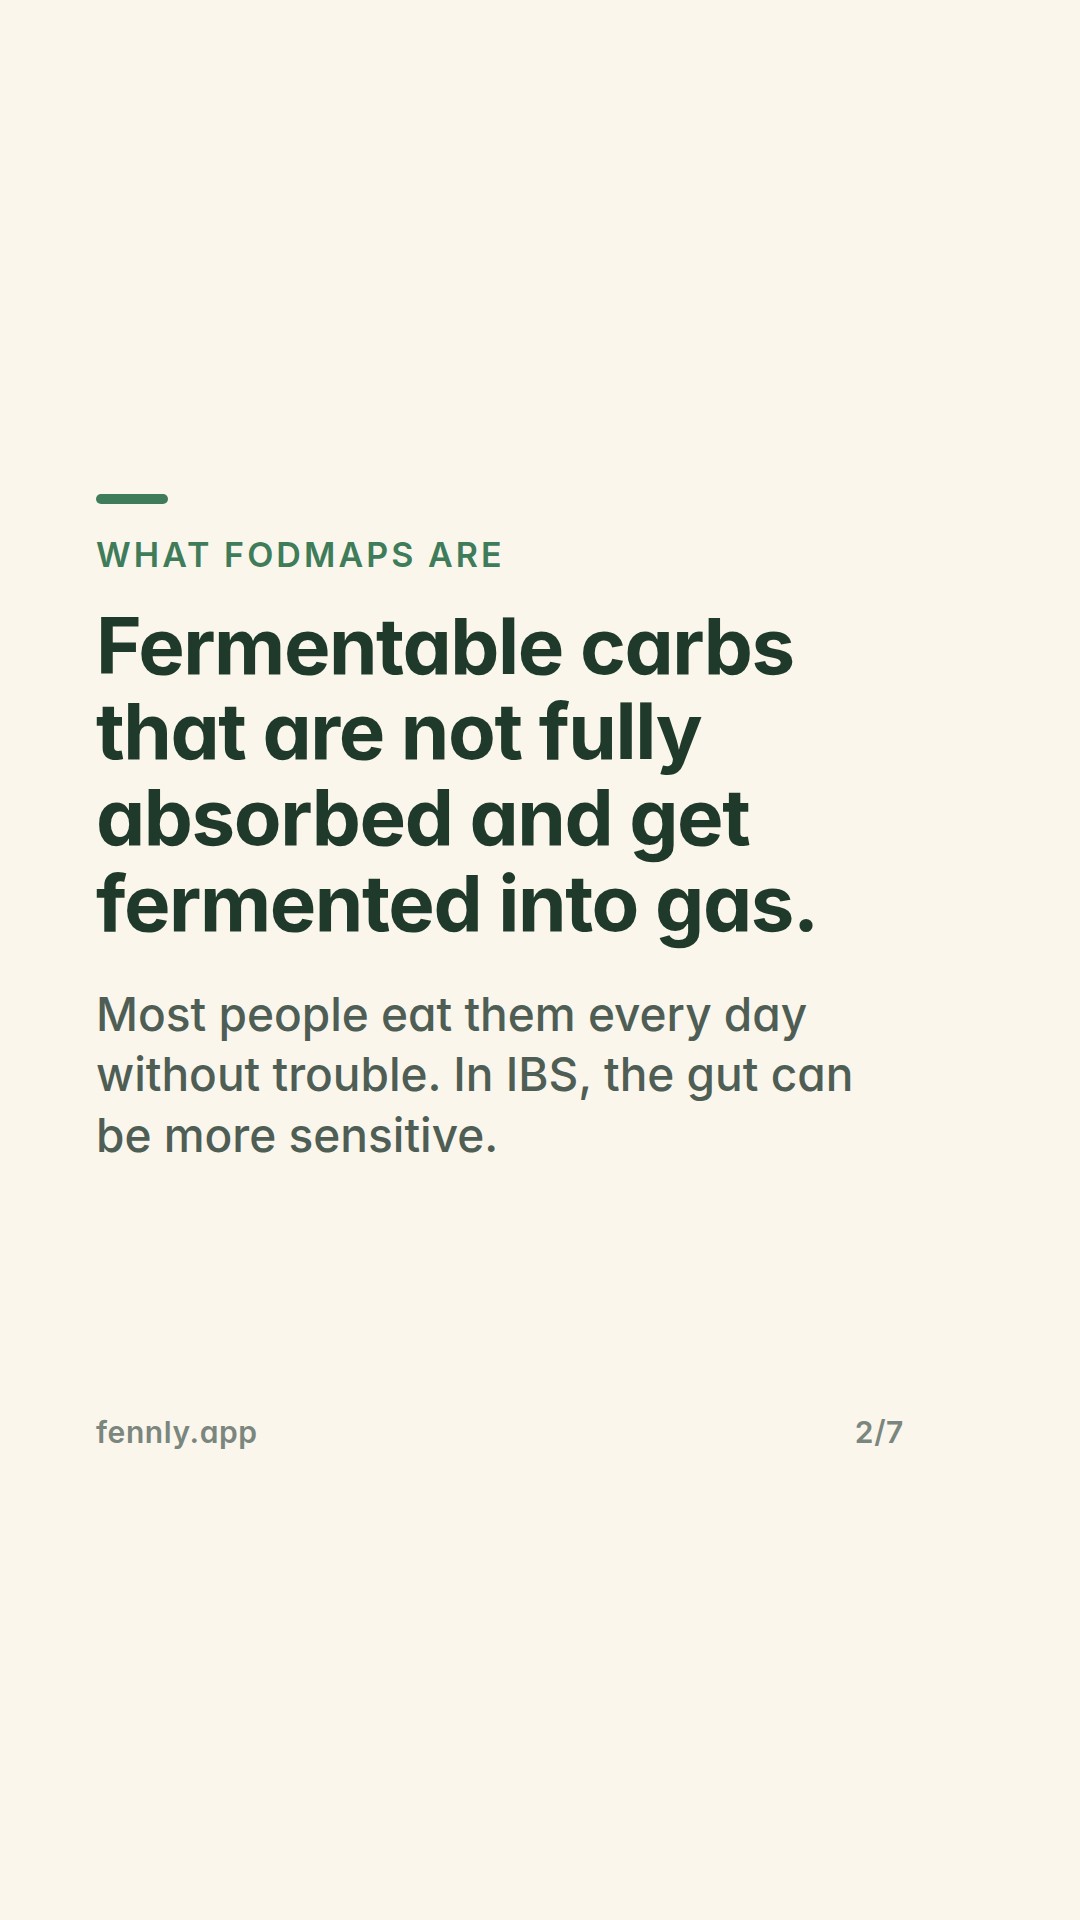 WHAT FODMAPS ARE
Fermentable carbs
that are not fully
absorbed and get
fermented into gas.
Most people eat them every day
without trouble. In IBS, the gut can
be more sensitive.
fennly.app
2/7